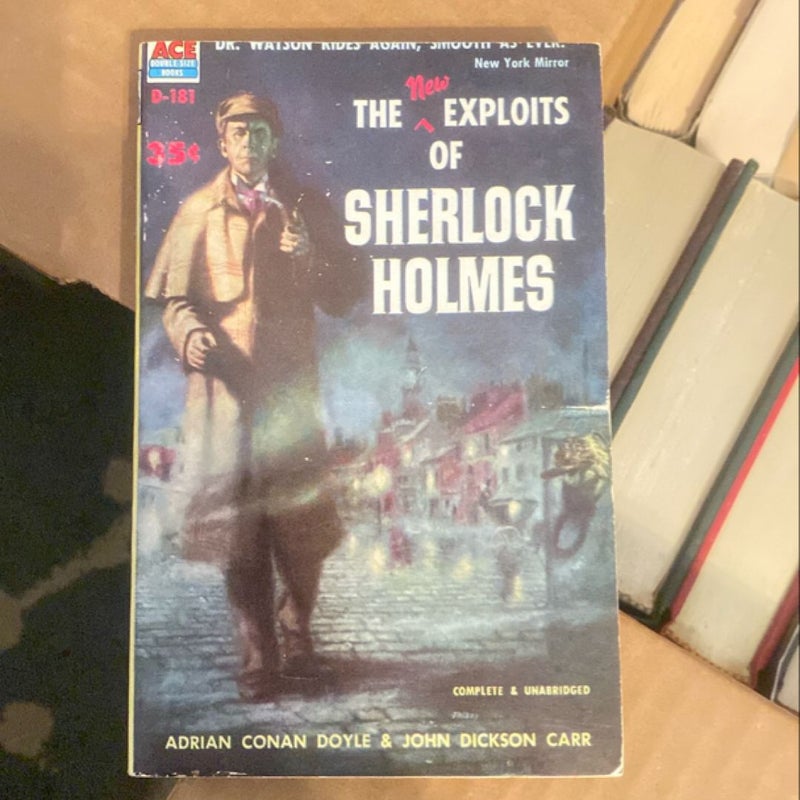 ACE
DOUBLE-SIZE
BOOKS
D-181
35¢
DR. WATSON RIDES AGAIN, SMOOTH AS EVER.
New York Mirror
New
THE ^ EXPLOITS
OF
SHERLOCK
HOLMES
COMPLETE & UNABRIDGED
ADRIAN CONAN DOYLE & JOHN DICKSON CARR